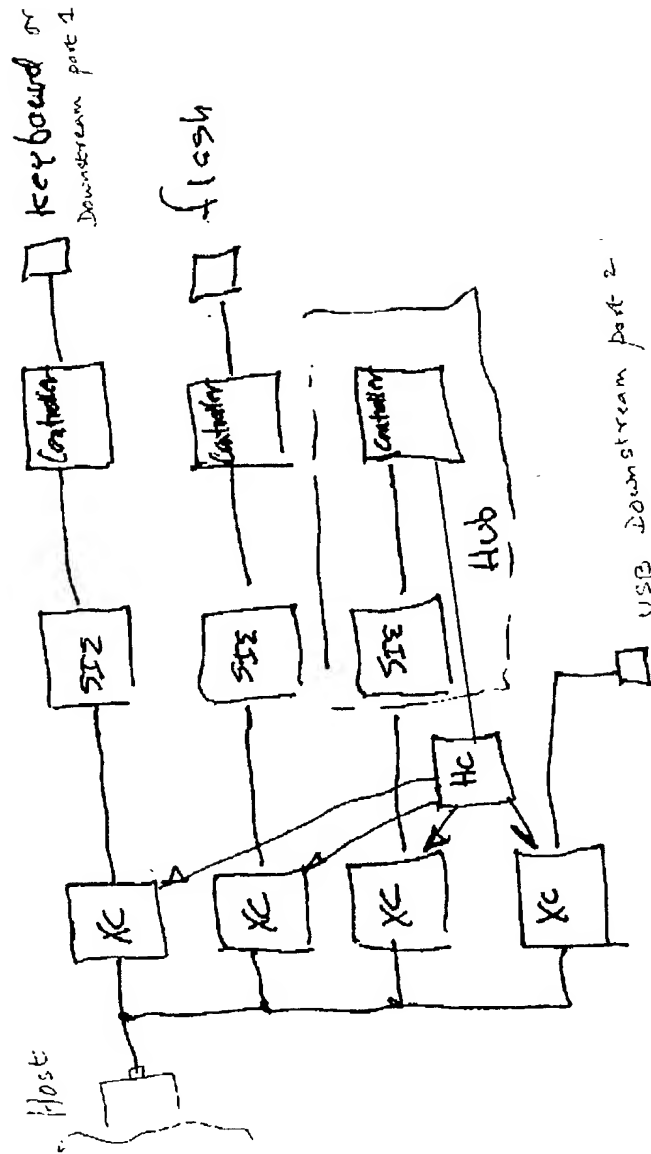 Host
XC
SIE
Controller
keyboard or
Downstream port 1
XC
SIE
Controller
flash
XC
SIE
Controller
HC
Hub
XC
USB Downstream port 2